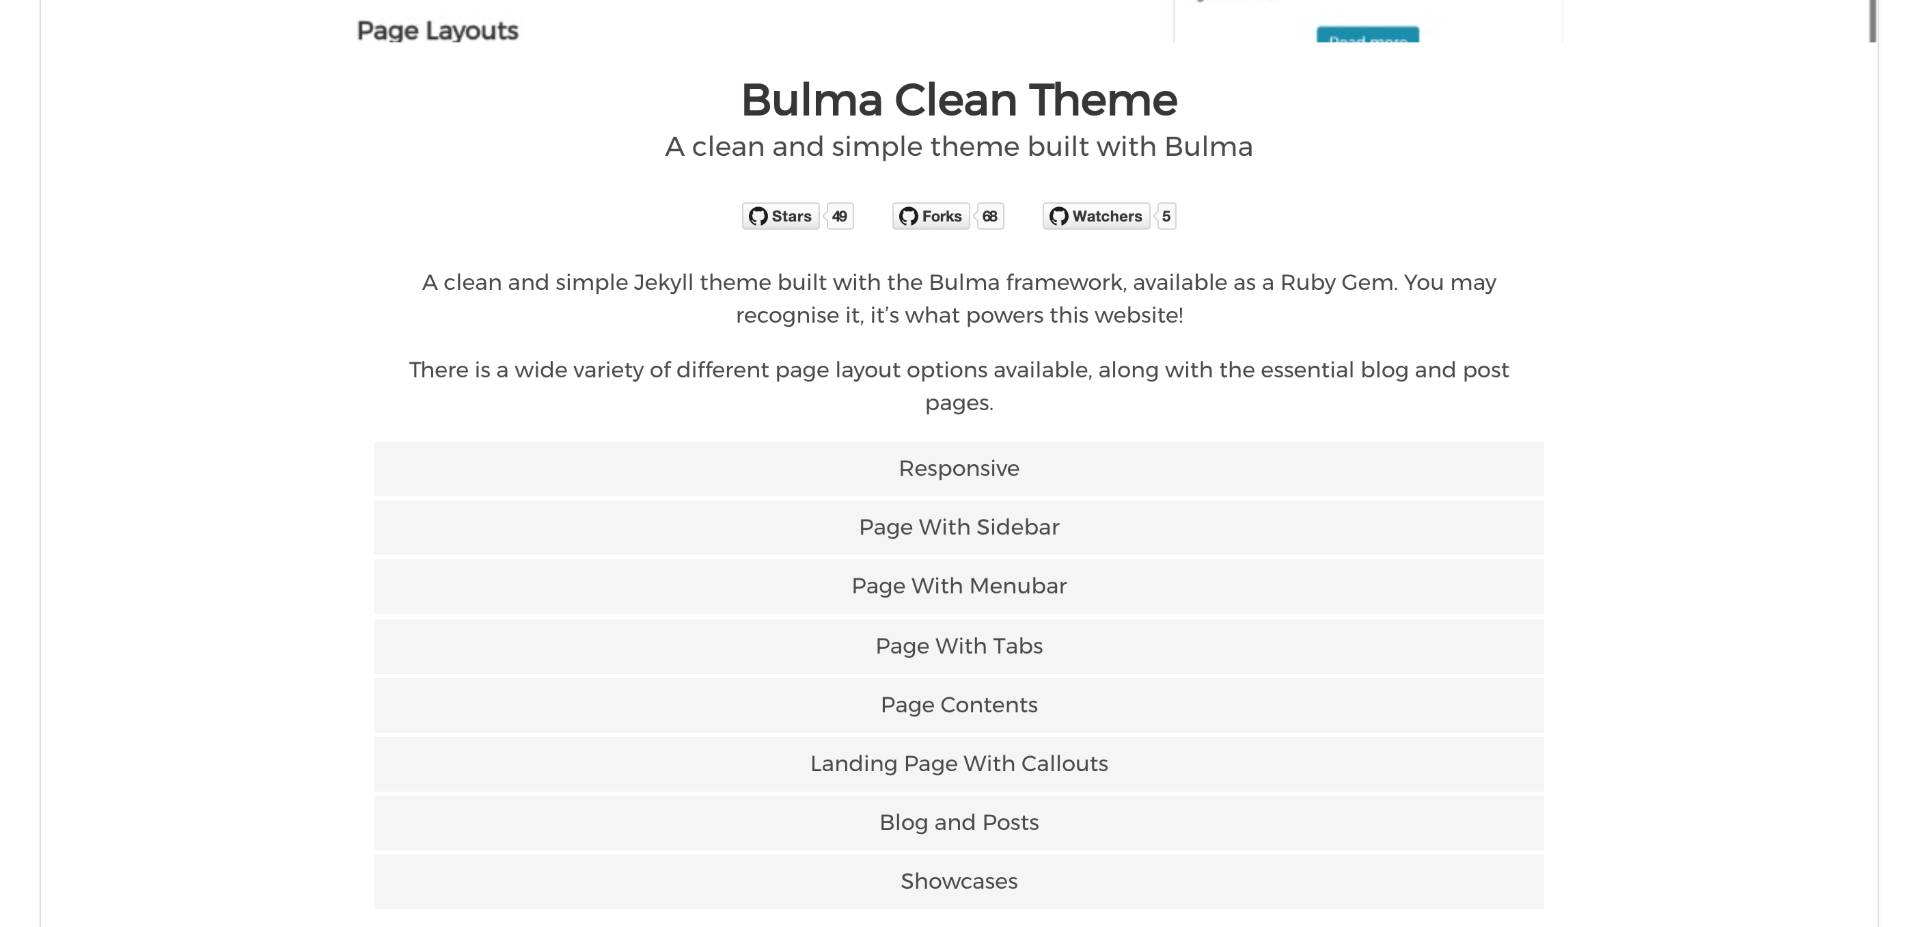 Page Layouts
Read more
Bulma Clean Theme
A clean and simple theme built with Bulma
Stars 49 Forks 68 Watchers 5
A clean and simple Jekyll theme built with the Bulma framework, available as a Ruby Gem. You may
recognise it, it’s what powers this website!
There is a wide variety of different page layout options available, along with the essential blog and post
pages.
Responsive
Page With Sidebar
Page With Menubar
Page With Tabs
Page Contents
Landing Page With Callouts
Blog and Posts
Showcases